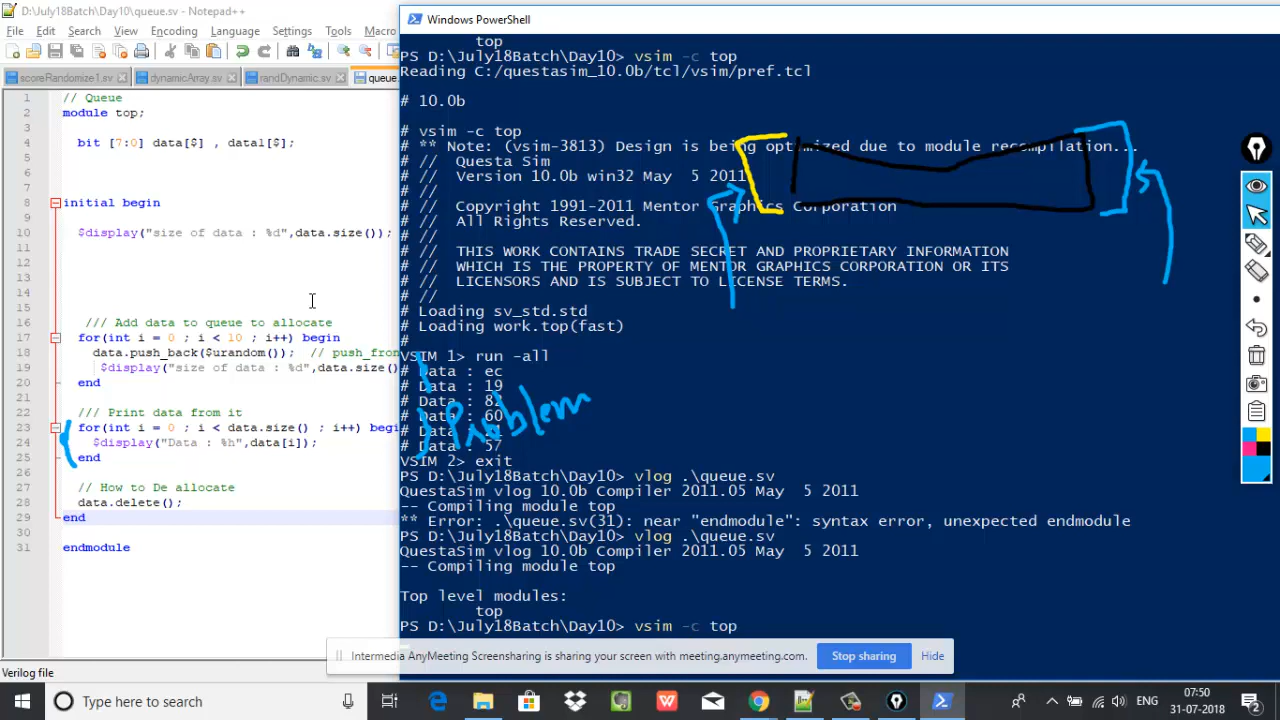 D:\July18Batch\Day10\queue.sv - Notepad++
File Edit Search View Encoding Language Settings Tools Macro
scoreRandomize1.sv dynamicArray.sv randDynamic.sv queue.
1 // Queue
2 module top;
3
4 bit [7:0] data[$] , data1[$];
5
6
7
8 initial begin
9
10 $display("size of data : %d",data.size());
11
12
13
14
15
16 /// Add data to queue to allocate
17 for(int i = 0 ; i < 10 ; i++) begin
18 data.push_back($urandom()); // push_fron
19 $display("size of data : %d",data.size()
20 end
21
22 /// Print data from it
23 for(int i = 0 ; i < data.size() ; i++) begin
24 $display("Data : %h",data[i]);
25 end
26
27 // How to De allocate
28 data.delete();
29 end
30
31 endmodule
Verilog file
Windows PowerShell
top
PS D:\July18Batch\Day10> vsim -c top
Reading C:/questasim_10.0b/tcl/vsim/pref.tcl
# 10.0b
# vsim -c top
# ** Note: (vsim-3813) Design is being optimized due to module recompilation...
# // Questa Sim
# // Version 10.0b win32 May 5 2011
# //
# // Copyright 1991-2011 Mentor Graphics Corporation
# // All Rights Reserved.
# //
# // THIS WORK CONTAINS TRADE SECRET AND PROPRIETARY INFORMATION
# // WHICH IS THE PROPERTY OF MENTOR GRAPHICS CORPORATION OR ITS
# // LICENSORS AND IS SUBJECT TO LICENSE TERMS.
# //
# Loading sv_std.std
# Loading work.top(fast)
#
VSIM 1> run -all
# Data : ec
# Data : 19
# Data : 82
# Data : 60
# Data :
# Data : 57
Problem
VSIM 2> exit
PS D:\July18Batch\Day10> vlog .\queue.sv
QuestaSim vlog 10.0b Compiler 2011.05 May 5 2011
-- Compiling module top
** Error: .\queue.sv(31): near "endmodule": syntax error, unexpected endmodule
PS D:\July18Batch\Day10> vlog .\queue.sv
QuestaSim vlog 10.0b Compiler 2011.05 May 5 2011
-- Compiling module top
Top level modules:
top
PS D:\July18Batch\Day10> vsim -c top
Intermedia AnyMeeting Screensharing is sharing your screen with meeting.anymeeting.com. Stop sharing Hide
Type here to search
ENG
07:50
31-07-2018
2